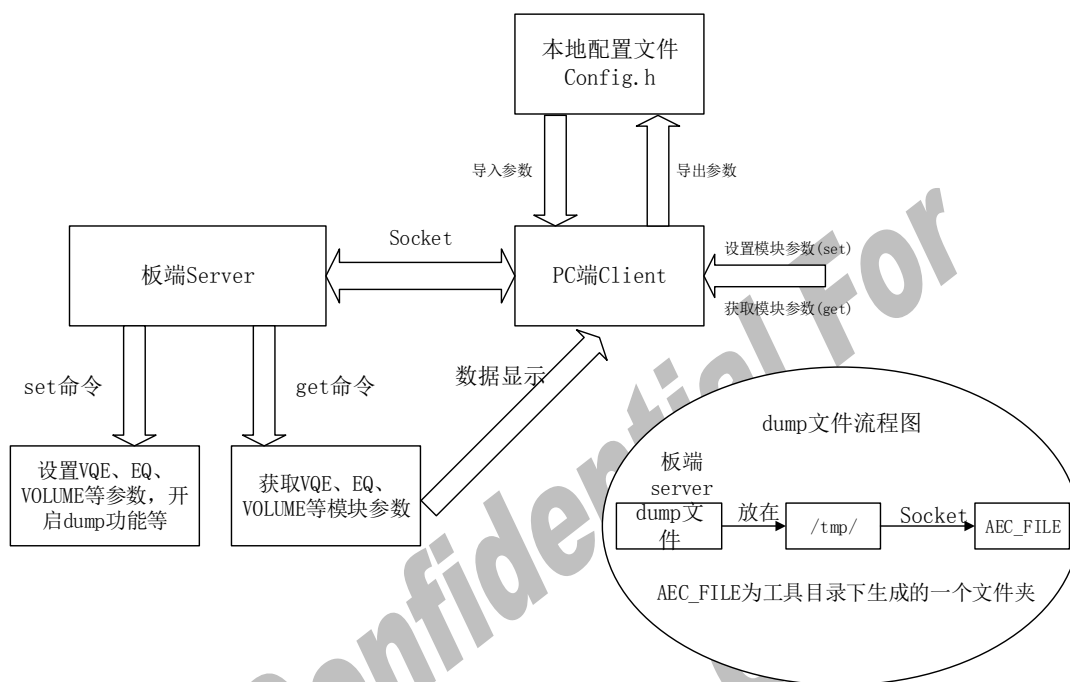 本地配置文件
Config.h
导入参数
导出参数
Socket
板端Server
PC端Client
设置模块参数(set)
获取模块参数(get)
set命令
get命令
数据显示
设置VQE、EQ、
VOLUME等参数, 开
启dump功能等
获取VQE、EQ、
VOLUME等模块参数
dump文件流程图
板端
server
dump文
件
放在
/tmp/
Socket
AEC_FILE
AEC_FILE为工具目录下生成的一个文件夹
Confidential For